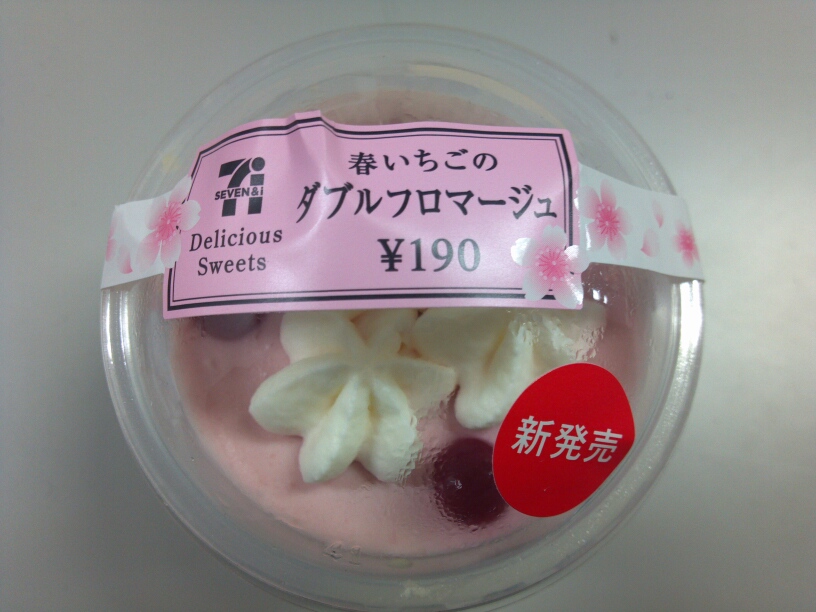 7i
SEVEN&i
Delicious
Sweets
春いちごの
ダブルフロマージュ
¥190
新発売